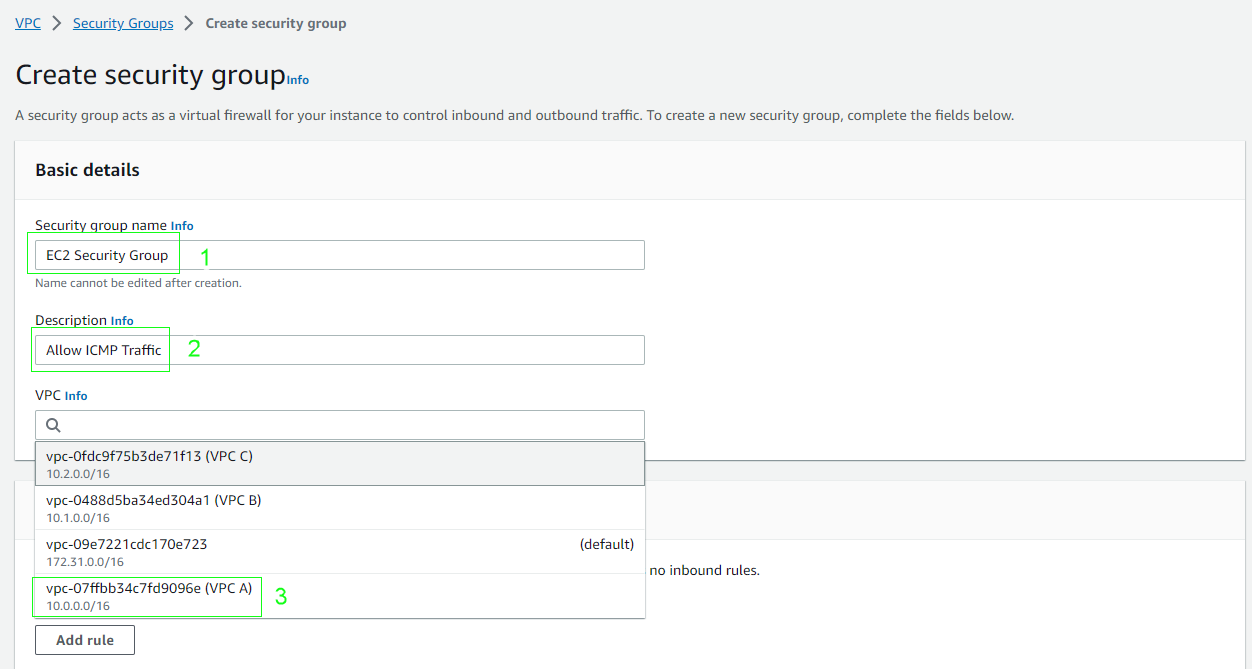 VPC > Security Groups > Create security group
Create security group Info
A security group acts as a virtual firewall for your instance to control inbound and outbound traffic. To create a new security group, complete the fields below.
Basic details
Security group name Info
EC2 Security Group 1
Name cannot be edited after creation.
Description Info
Allow ICMP Traffic 2
VPC Info
vpc-0fdc9f75b3de71f13 (VPC C)
10.2.0.0/16
vpc-0488d5ba34ed304a1 (VPC B)
10.1.0.0/16
vpc-09e7221cdc170e723 (default)
172.31.0.0/16
no inbound rules.
vpc-07ffbb34c7fd9096e (VPC A) 3
10.0.0.0/16
Add rule